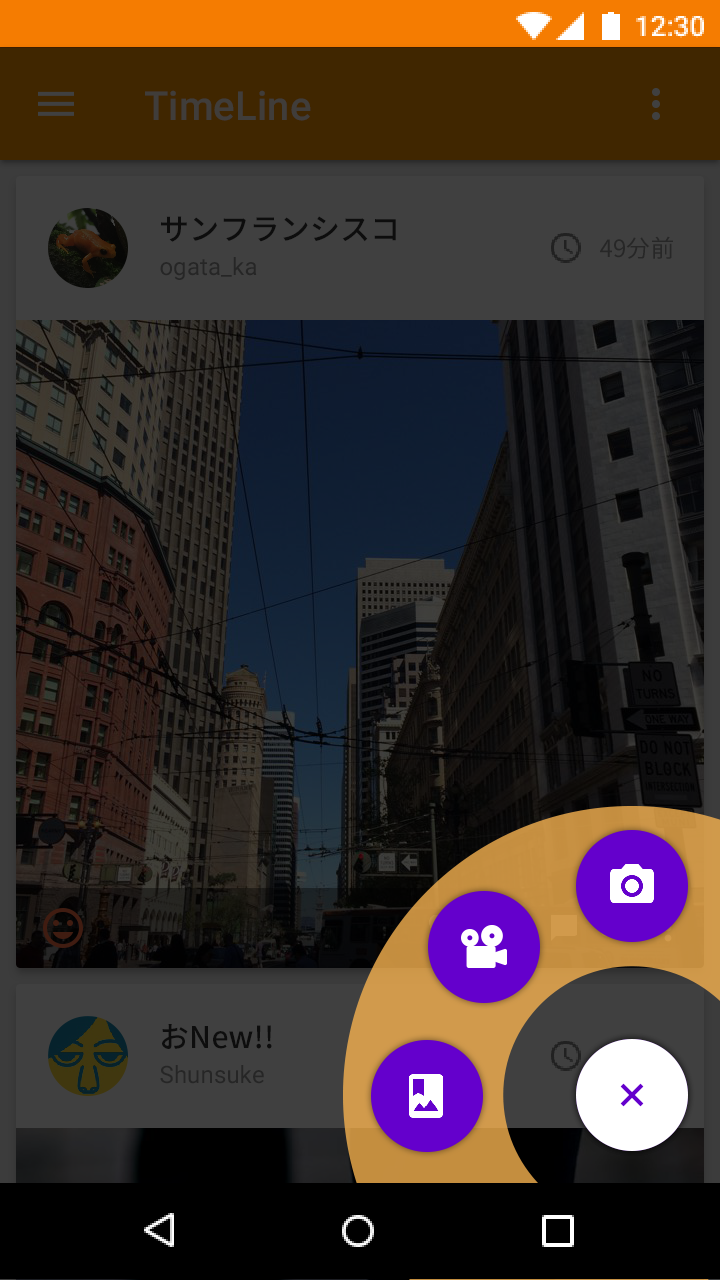 12:30
TimeLine
サンフランシスコ
ogata_ka
49分前
NO
TURNS
ONE WAY
DO NOT
BLOCK
INTERSECTION
おNew!!
Shunsuke